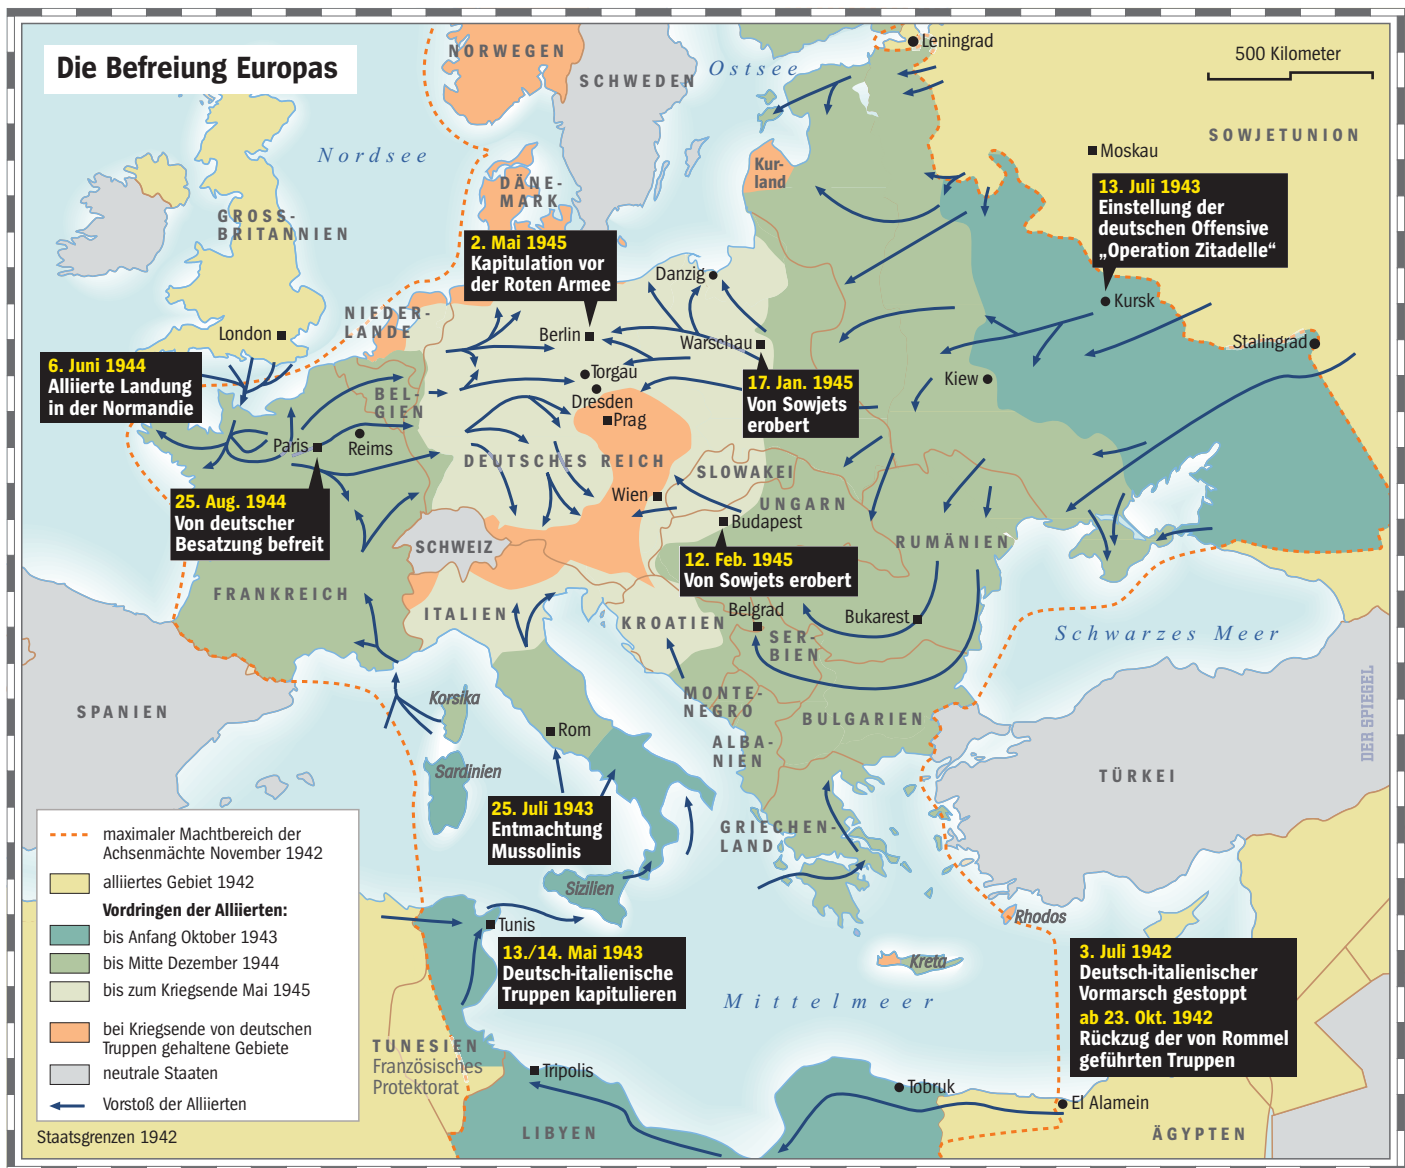 Die Befreiung Europas
NORWEGEN
SCHWEDEN
Ostsee
Leningrad
500 Kilometer
SOWJETUNION
Nordsee
Moskau
Kur-
land
DÄNE-
MARK
GROSS-
BRITANNIEN
13. Juli 1943
Einstellung der
deutschen Offensive
„Operation Zitadelle“
2. Mai 1945
Kapitulation vor
der Roten Armee
Danzig
Kursk
NIEDER-
LANDE
London
Berlin
Warschau
Stalingrad
6. Juni 1944
Alliierte Landung
in der Normandie
Torgau
Dresden
Prag
17. Jan. 1945
Von Sowjets
erobert
Kiew
BEL-
GIEN
Paris
Reims
DEUTSCHES REICH
SLOWAKEI
25. Aug. 1944
Von deutscher
Besatzung befreit
Wien
UNGARN
Budapest
SCHWEIZ
RUMÄNIEN
12. Feb. 1945
Von Sowjets erobert
FRANKREICH
ITALIEN
KROATIEN
Belgrad
Bukarest
SER-
BIEN
Schwarzes Meer
SPANIEN
Korsika
MONTE-
NEGRO
BULGARIEN
Rom
ALBA-
NIEN
DER SPIEGEL
Sardinien
TÜRKEI
25. Juli 1943
Entmachtung
Mussolinis
GRIECHEN-
LAND
Sizilien
Rhodos
Tunis
13./14. Mai 1943
Deutsch-italienische
Truppen kapitulieren
Kreta
Mittelmeer
3. Juli 1942
Deutsch-italienischer
Vormarsch gestoppt
ab 23. Okt. 1942
Rückzug der von Rommel
geführten Truppen
TUNESIEN
Französisches
Protektorat
Tripolis
Tobruk
El Alamein
LIBYEN
ÄGYPTEN
maximaler Machtbereich der
Achsenmächte November 1942
alliiertes Gebiet 1942
Vordringen der Alliierten:
bis Anfang Oktober 1943
bis Mitte Dezember 1944
bis zum Kriegsende Mai 1945
bei Kriegsende von deutschen
Truppen gehaltene Gebiete
neutrale Staaten
Vorstoß der Alliierten
Staatsgrenzen 1942